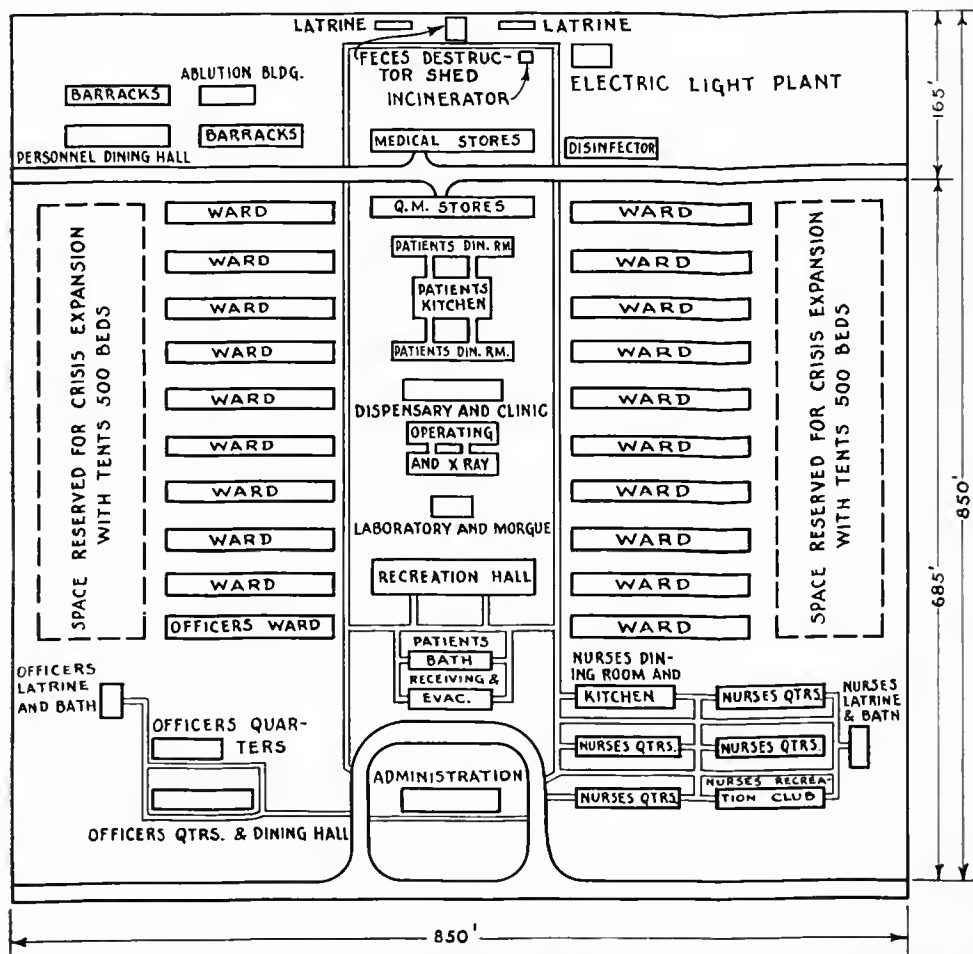 LATRINE
LATRINE
FECES DESTRUC-
TOR SHED
INCINERATOR
ELECTRIC LIGHT PLANT
ABLUTION BLDG.
BARRACKS
BARRACKS
PERSONNEL DINING HALL
MEDICAL STORES
DISINFECTOR
165'
Q.M. STORES
WARD
WARD
WARD
WARD
WARD
WARD
WARD
WARD
WARD
OFFICERS WARD
SPACE RESERVED FOR CRISIS EXPANSION
WITH TENTS 500 BEDS
PATIENTS DIN. RM.
PATIENTS
KITCHEN
PATIENTS DIN. RM.
DISPENSARY AND CLINIC
OPERATING
AND X RAY
LABORATORY AND MORGUE
RECREATION HALL
PATIENTS
BATH
RECEIVING &
EVAC.
WARD
WARD
WARD
WARD
WARD
WARD
WARD
WARD
WARD
WARD
SPACE RESERVED FOR CRISIS EXPANSION
WITH TENTS 500 BEDS
685'
850'
OFFICERS
LATRINE
AND BATH
OFFICERS QUAR-
TERS
OFFICERS QTRS. & DINING HALL
ADMINISTRATION
NURSES DIN-
ING ROOM AND
KITCHEN
NURSES QTRS.
NURSES
LATRINE
& BATH
NURSES QTRS.
NURSES QTRS.
NURSES QTRS.
NURSES RECREA-
TION CLUB
850'